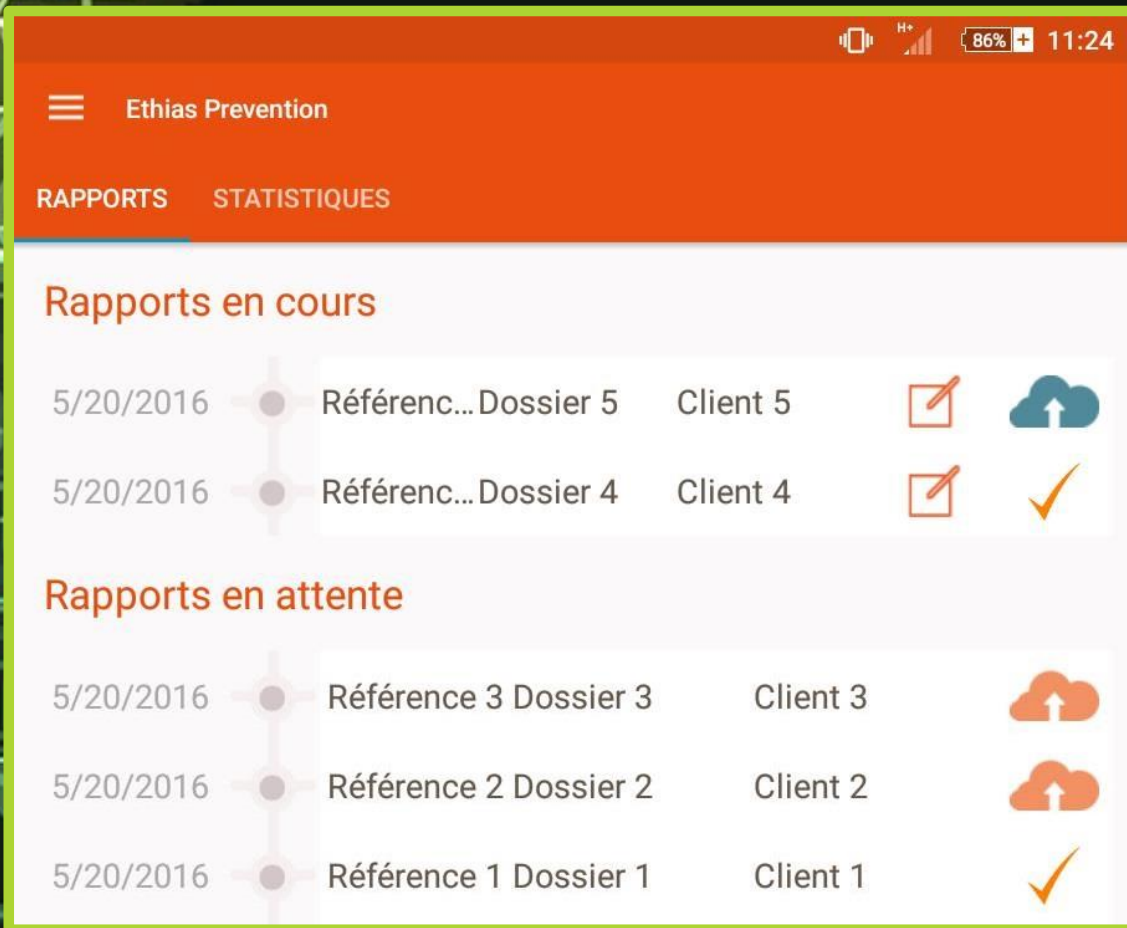 H+ 86% 11:24
Ethias Prevention
RAPPORTS STATISTIQUES
Rapports en cours
5/20/2016 Référenc... Dossier 5 Client 5
5/20/2016 Référenc... Dossier 4 Client 4
Rapports en attente
5/20/2016 Référence 3 Dossier 3 Client 3
5/20/2016 Référence 2 Dossier 2 Client 2
5/20/2016 Référence 1 Dossier 1 Client 1